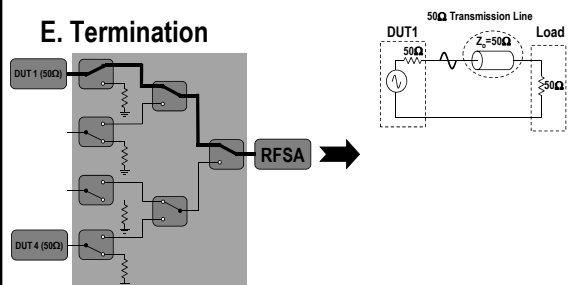 E. Termination
DUT 1 (50Ω)
DUT 4 (50Ω)
RFSA
50Ω Transmission Line
DUT1
50Ω
Zo=50Ω
Load
50Ω